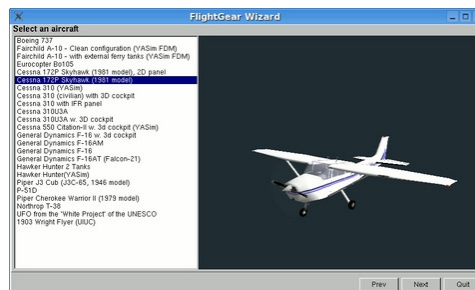 FlightGear Wizard
Select an aircraft
Boeing 737
Fairchild A-10 - Clean configuration (YASim FDM)
Fairchild A-10 - with external ferry tanks (YASim FDM)
Eurocopter Bo105
Cessna 172P Skyhawk (1981 model), 2D panel
Cessna 172P Skyhawk (1981 model)
Cessna 310 (YASim)
Cessna 310 (civilian) with 3D cockpit
Cessna 310 with IFR panel
Cessna 310U3A
Cessna 310U3A w. 3D cockpit
Cessna 550 Citation-II w. 3d cockpit (YASim)
General Dynamics F-16 w. 3d cockpit
General Dynamics F-16AM
General Dynamics F-16
General Dynamics F-16AT (Falcon-21)
Hawker Hunter 2 Tanks
Hawker Hunter(YASim)
Piper J3 Cub (J3C-65, 1946 model)
P-51D
Piper Cherokee Warrior II (1979 model)
Northrop T-38
UFO from the 'White Project' of the UNESCO
1903 Wright Flyer (UIUC)
Prev Next Quit